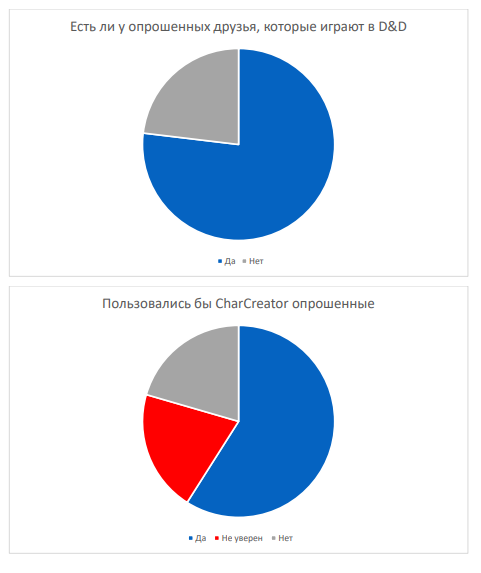 Есть ли у опрошенных друзья, которые играют в D&D
Да Нет
Пользовались бы CharCreator опрошенные
Да Не уверен Нет